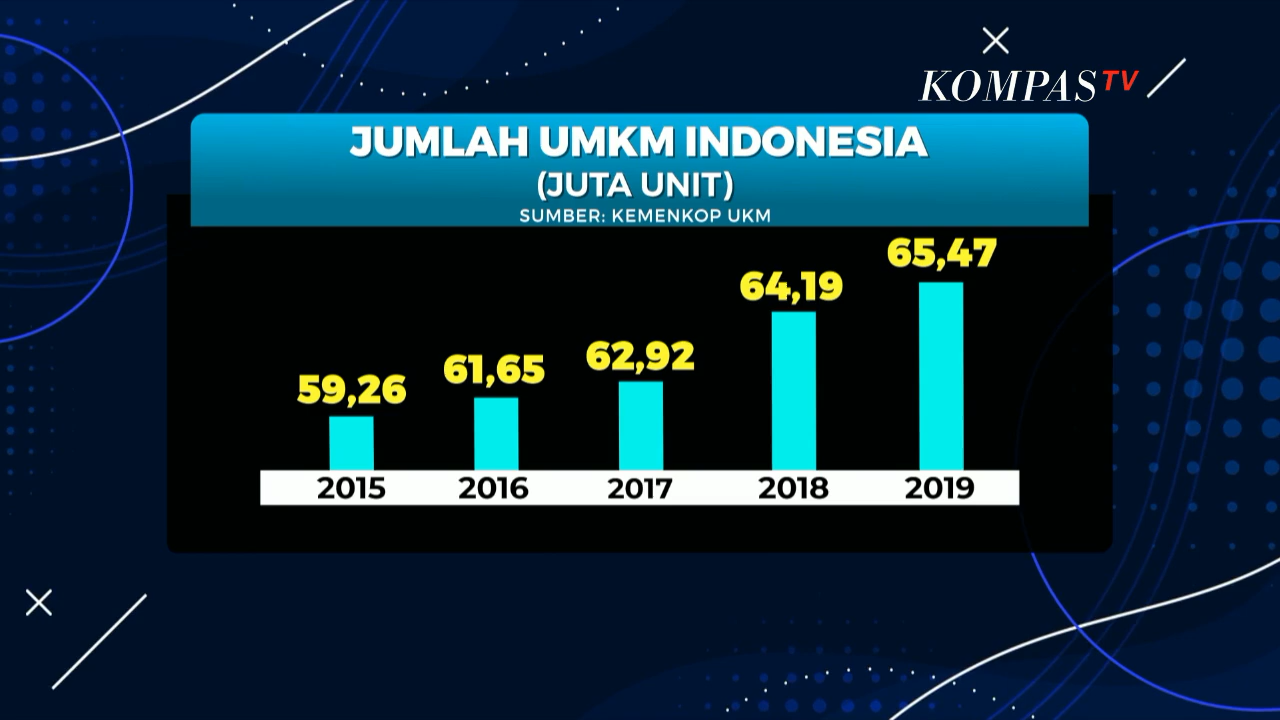 KOMPASTV
JUMLAH UMKM INDONESIA
(JUTA UNIT)
SUMBER: KEMENKOP UKM
59,26
61,65
62,92
64,19
65,47
2015
2016
2017
2018
2019